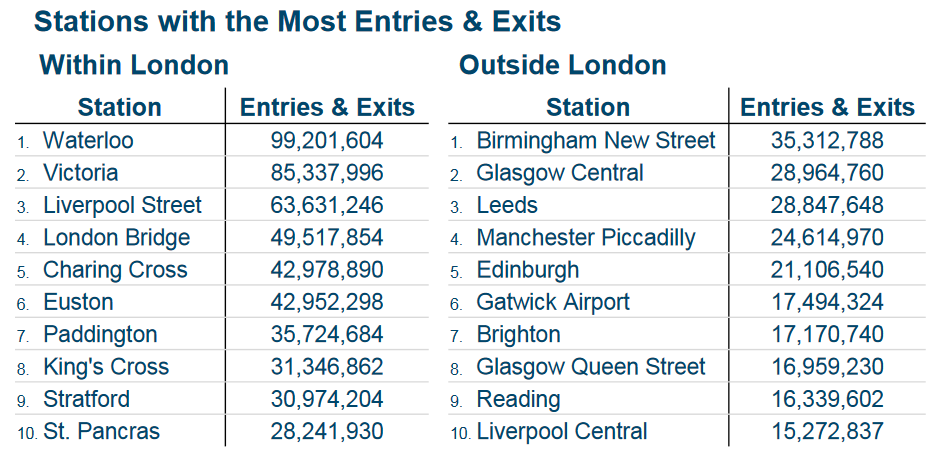 Stations with the Most Entries & Exits
Within London
Station Entries & Exits
1. Waterloo 99,201,604
2. Victoria 85,337,996
3. Liverpool Street 63,631,246
4. London Bridge 49,517,854
5. Charing Cross 42,978,890
6. Euston 42,952,298
7. Paddington 35,724,684
8. King's Cross 31,346,862
9. Stratford 30,974,204
10. St. Pancras 28,241,930
Outside London
Station Entries & Exits
1. Birmingham New Street 35,312,788
2. Glasgow Central 28,964,760
3. Leeds 28,847,648
4. Manchester Piccadilly 24,614,970
5. Edinburgh 21,106,540
6. Gatwick Airport 17,494,324
7. Brighton 17,170,740
8. Glasgow Queen Street 16,959,230
9. Reading 16,339,602
10. Liverpool Central 15,272,837